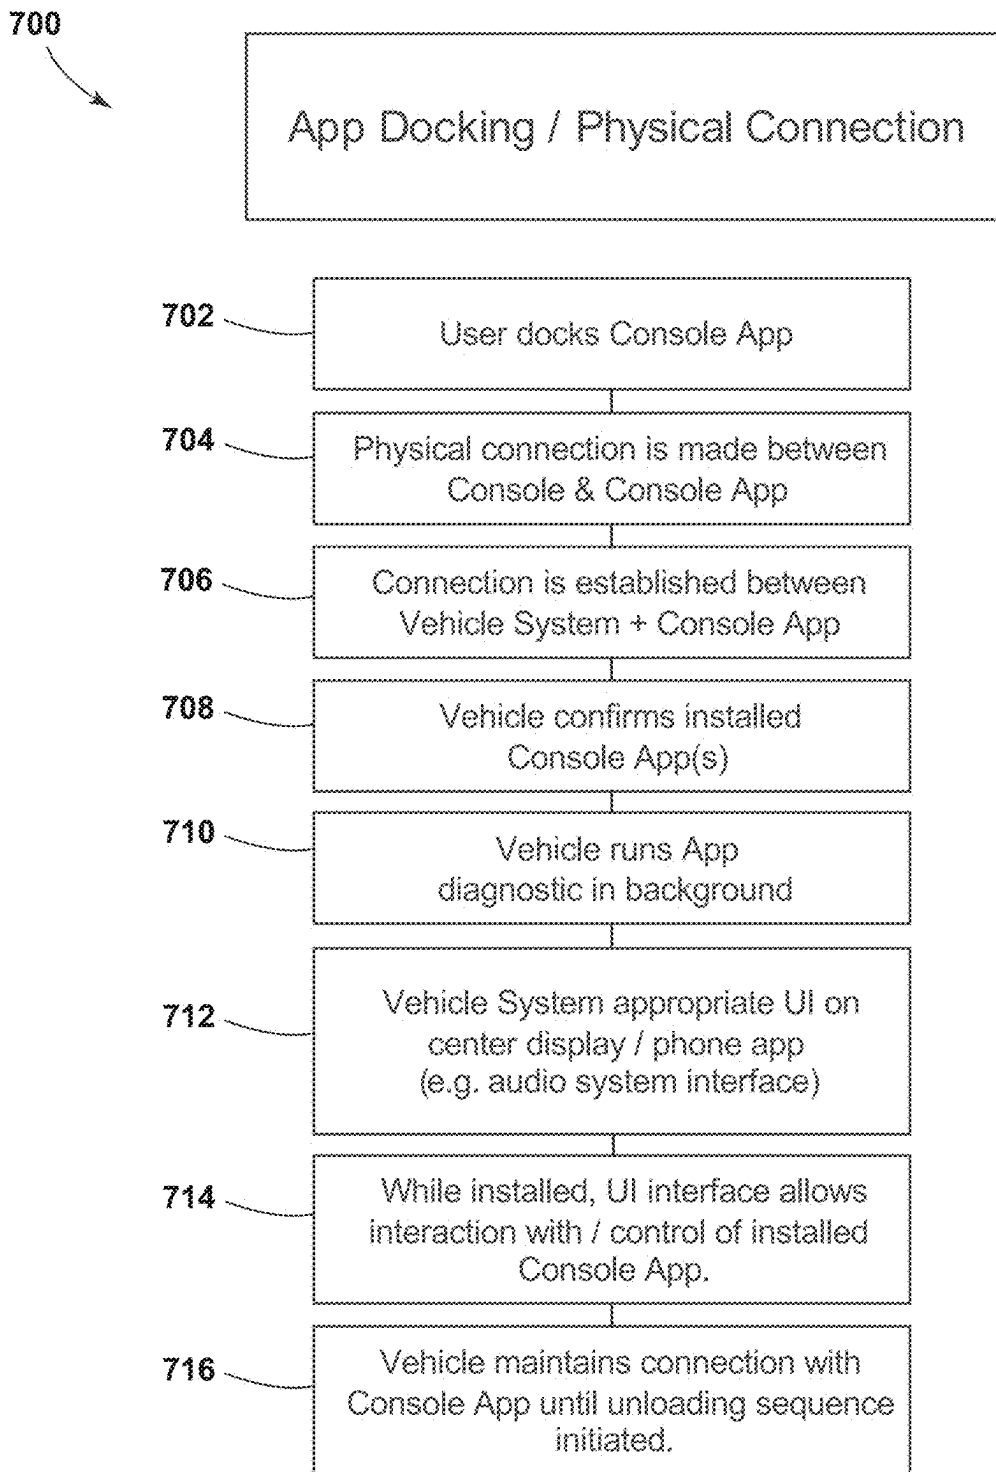 700
App Docking / Physical Connection
702
User docks Console App
704
Physical connection is made between
Console & Console App
706
Connection is established between
Vehicle System + Console App
708
Vehicle confirms installed
Console App(s)
710
Vehicle runs App
diagnostic in background
712
Vehicle System appropriate UI on
center display / phone app
(e.g. audio system interface)
714
While installed, UI interface allows
interaction with / control of installed
Console App.
716
Vehicle maintains connection with
Console App until unloading sequence
initiated.